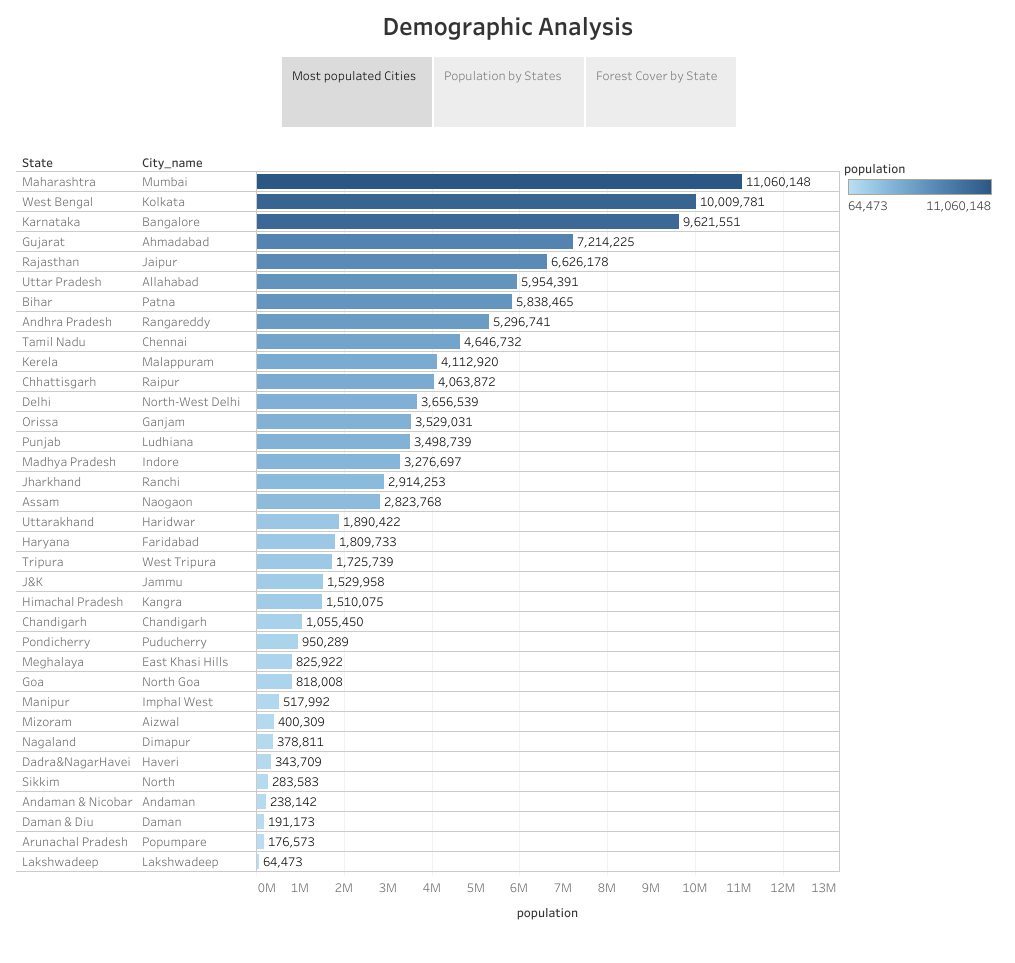 Demographic Analysis
Most populated Cities Population by States Forest Cover by State
State City_name
population
64,473 11,060,148
Maharashtra Mumbai 11,060,148
West Bengal Kolkata 10,009,781
Karnataka Bangalore 9,621,551
Gujarat Ahmadabad 7,214,225
Rajasthan Jaipur 6,626,178
Uttar Pradesh Allahabad 5,954,391
Bihar Patna 5,838,465
Andhra Pradesh Rangareddy 5,296,741
Tamil Nadu Chennai 4,646,732
Kerela Malappuram 4,112,920
Chhattisgarh Raipur 4,063,872
Delhi North-West Delhi 3,656,539
Orissa Ganjam 3,529,031
Punjab Ludhiana 3,498,739
Madhya Pradesh Indore 3,276,697
Jharkhand Ranchi 2,914,253
Assam Naogaon 2,823,768
Uttarakhand Haridwar 1,890,422
Haryana Faridabad 1,809,733
Tripura West Tripura 1,725,739
J&K Jammu 1,529,958
Himachal Pradesh Kangra 1,510,075
Chandigarh Chandigarh 1,055,450
Pondicherry Puducherry 950,289
Meghalaya East Khasi Hills 825,922
Goa North Goa 818,008
Manipur Imphal West 517,992
Mizoram Aizwal 400,309
Nagaland Dimapur 378,811
Dadra&NagarHavei Haveri 343,709
Sikkim North 283,583
Andaman & Nicobar Andaman 238,142
Daman & Diu Daman 191,173
Arunachal Pradesh Popumpare 176,573
Lakshwadeep Lakshwadeep 64,473
0M 1M 2M 3M 4M 5M 6M 7M 8M 9M 10M 11M 12M 13M
population